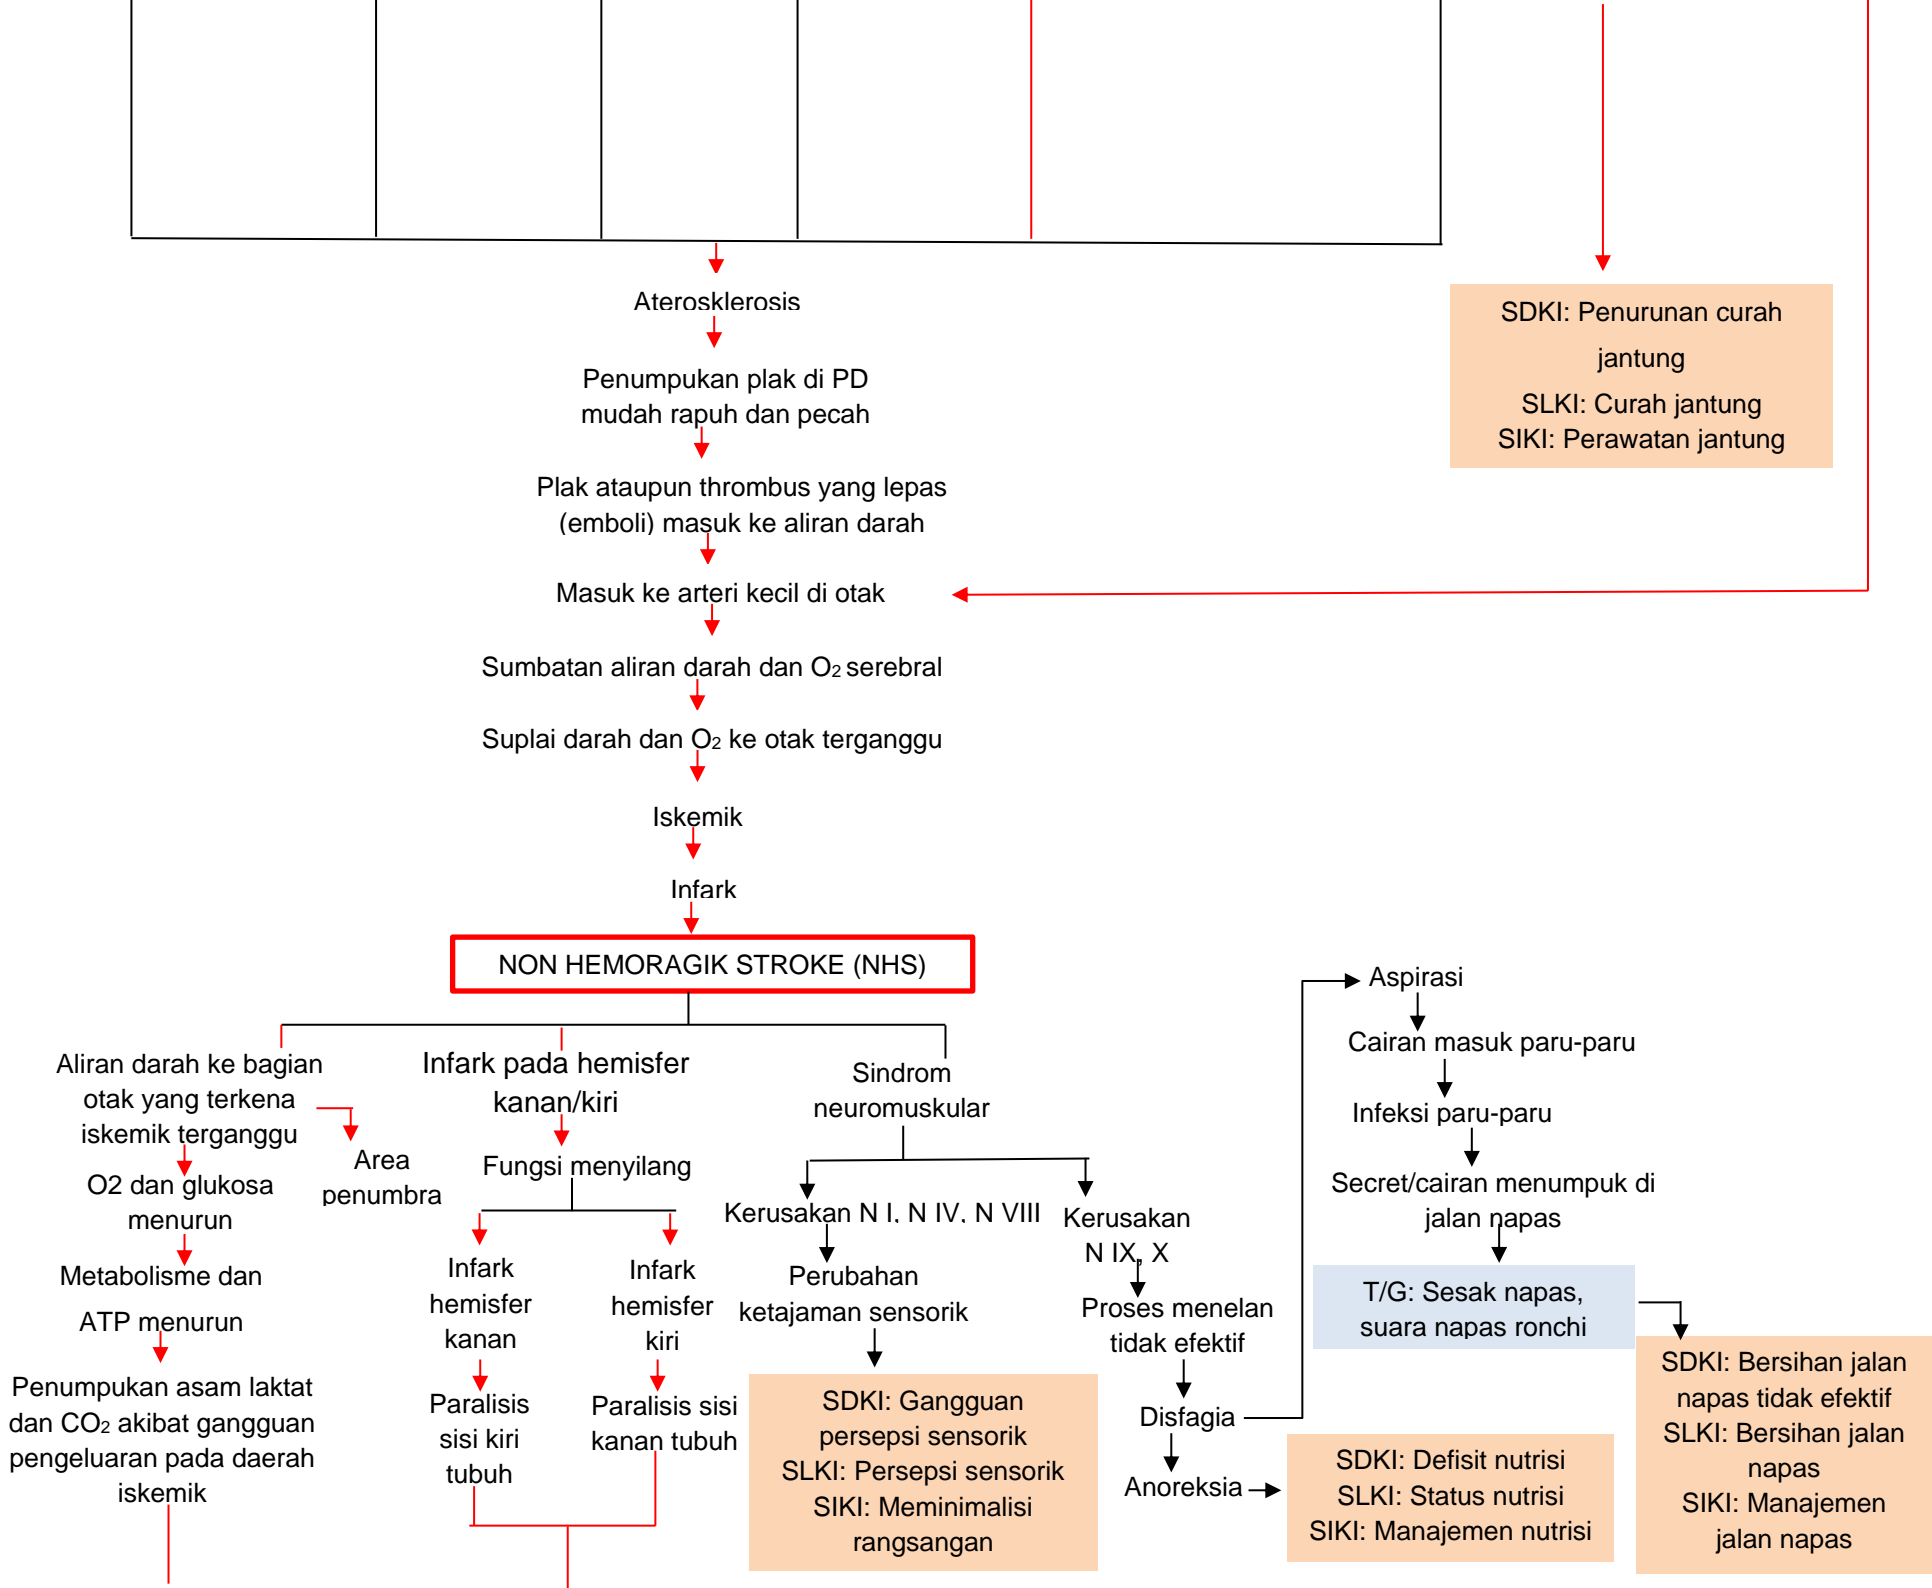 Aterosklerosis
SDKI: Penurunan curah
jantung
SLKI: Curah jantung
SIKI: Perawatan jantung
Penumpukan plak di PD
mudah rapuh dan pecah
Plak ataupun thrombus yang lepas
(emboli) masuk ke aliran darah
Masuk ke arteri kecil di otak
Sumbatan aliran darah dan O₂ serebral
Suplai darah dan O₂ ke otak terganggu
Iskemik
Infark
NON HEMORAGIK STROKE (NHS)
Aliran darah ke bagian
otak yang terkena
iskemik terganggu
Area
penumbra
O2 dan glukosa
menurun
Metabolisme dan
ATP menurun
Penumpukan asam laktat
dan CO₂ akibat gangguan
pengeluaran pada daerah
iskemik
Infark pada hemisfer
kanan/kiri
Fungsi menyilang
Infark
hemisfer
kanan
Paralisis
sisi kiri
tubuh
Infark
hemisfer
kiri
Paralisis sisi
kanan tubuh
Sindrom
neuromuskular
Kerusakan N I, N IV, N VIII
Perubahan
ketajaman sensorik
SDKI: Gangguan
persepsi sensorik
SLKI: Persepsi sensorik
SIKI: Meminimalisi
rangsangan
Kerusakan
N IX, X
Proses menelan
tidak efektif
Disfagia
Anoreksia
SDKI: Defisit nutrisi
SLKI: Status nutrisi
SIKI: Manajemen nutrisi
Aspirasi
Cairan masuk paru-paru
Infeksi paru-paru
Secret/cairan menumpuk di
jalan napas
T/G: Sesak napas,
suara napas ronchi
SDKI: Bersihan jalan
napas tidak efektif
SLKI: Bersihan jalan
napas
SIKI: Manajemen
jalan napas